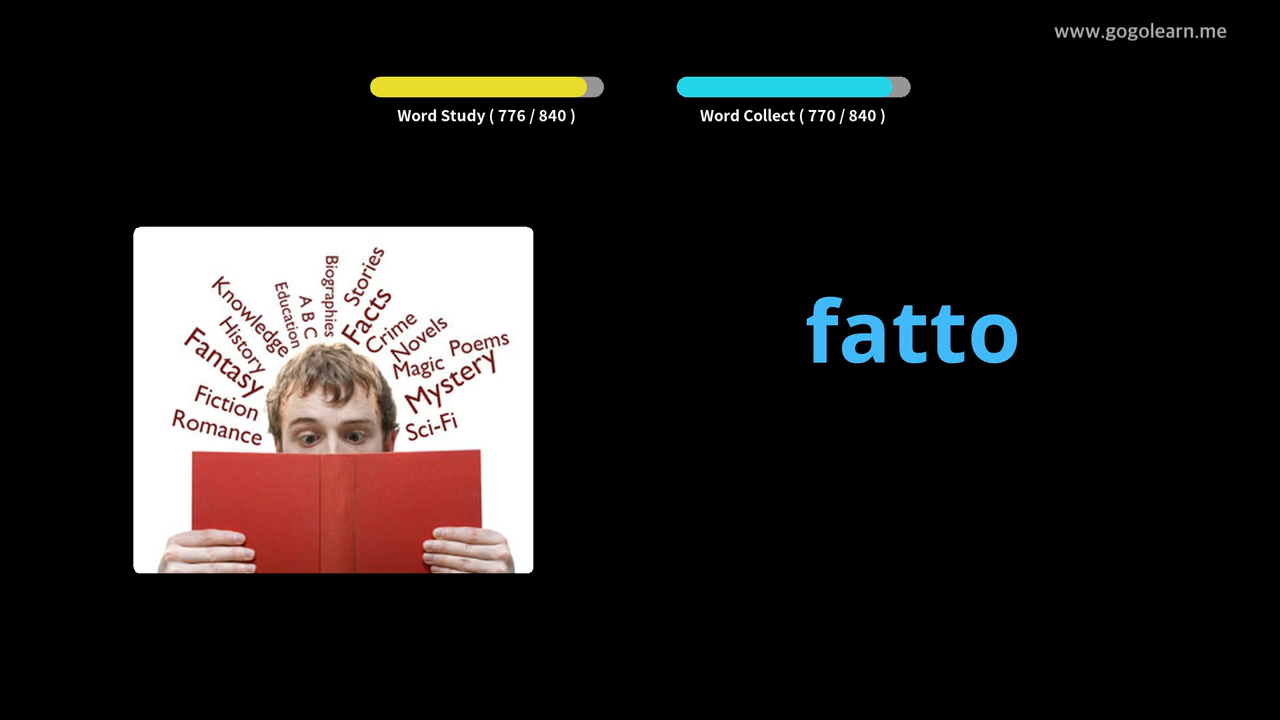 www.gogolearn.me
Word Study ( 776 / 840 )
Word Collect ( 770 / 840 )
Biographies
Stories
Education
A B C
Facts
Knowledge
Crime
History
Novels
Fantasy
Magic
Poems
Mystery
Fiction
Romance
Sci-Fi
fatto